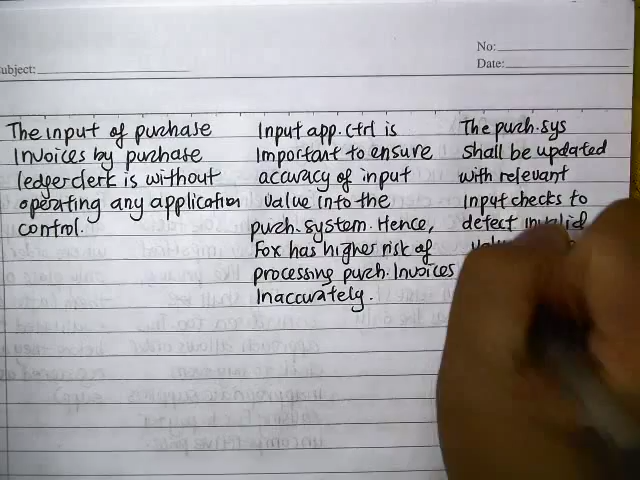 No:
ubject:
Date:
The input of purchase
Invoices by purchase
ledger clerk is without
operating any application
control.
Input app. ctrl is
Important to ensure
accuracy of input
value into the
purch. system. Hence,
Fox has higher risk of
processing purch. Invoices
Inaccurately.
The purch. sys
shall be updated
with relevant
Input checks to
detect invalid